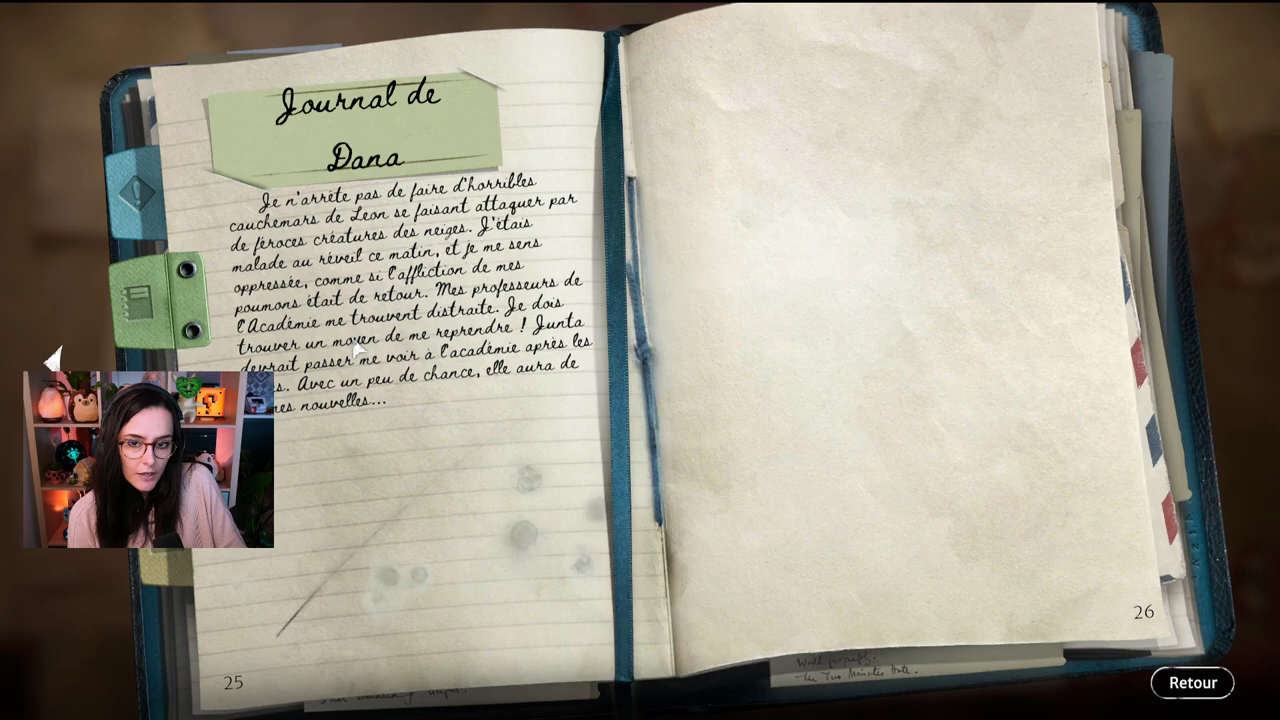 Journal de
Dana
Je n'arrête pas de faire d'horribles
cauchemars de Leon se faisant attaquer par
de féroces créatures des neiges. J'étais
malade au réveil ce matin, et je me sens
oppressée, comme si l'affliction de mes
poumons était de retour. Mes professeurs de
l'Académie me trouvent distraite. Je dois
trouver un moyen de me reprendre ! Junta
devrait passer me voir à l'académie après les
s. Avec un peu de chance, elle aura de
nes nouvelles...
25
26
Retour